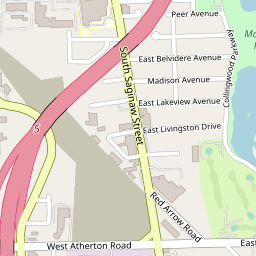 Peer Avenue
East Belvidere Avenue
Madison Avenue
East Lakeview Avenue
East Livingston Drive
South Saginaw Street
Collingwood Parkway
5
Red Arrow Road
West Atherton Road
East